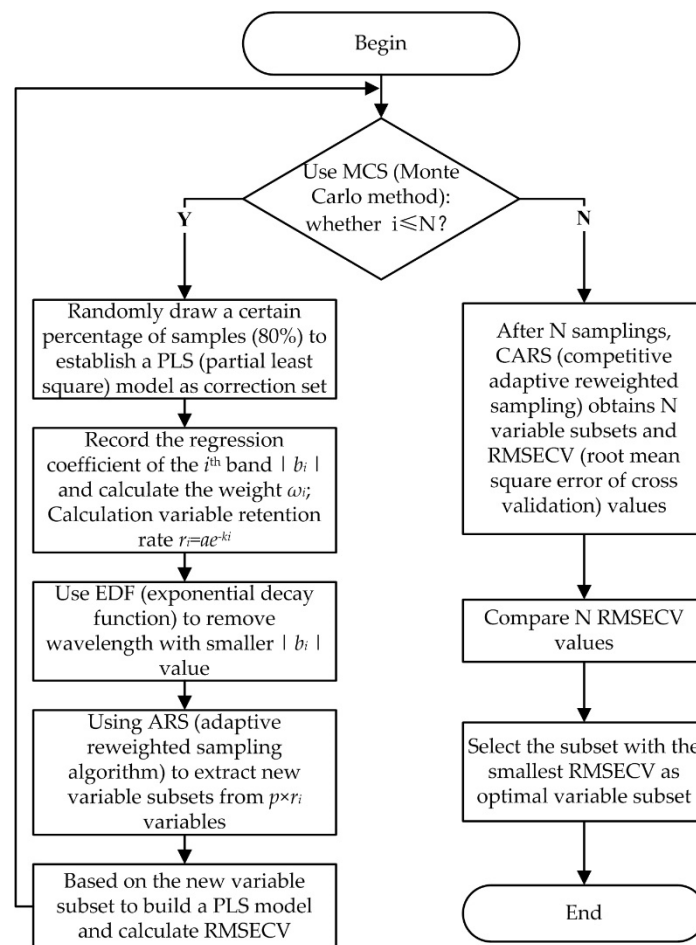 Begin
Use MCS (Monte
Carlo method):
whether i≤N?
Y
N
Randomly draw a certain
percentage of samples (80%) to
establish a PLS (partial least
square) model as correction set
Record the regression
coefficient of the iᵗʰ band | bᵢ |
and calculate the weight ωᵢ;
Calculation variable retention
rate rᵢ=ae⁻ᵏⁱ
Use EDF (exponential decay
function) to remove
wavelength with smaller | bᵢ |
value
Using ARS (adaptive
reweighted sampling
algorithm) to extract new
variable subsets from p×rᵢ
variables
Based on the new variable
subset to build a PLS model
and calculate RMSECV
After N samplings,
CARS (competitive
adaptive reweighted
sampling) obtains N
variable subsets and
RMSECV (root mean
square error of cross
validation) values
Compare N RMSECV
values
Select the subset with the
smallest RMSECV as
optimal variable subset
End